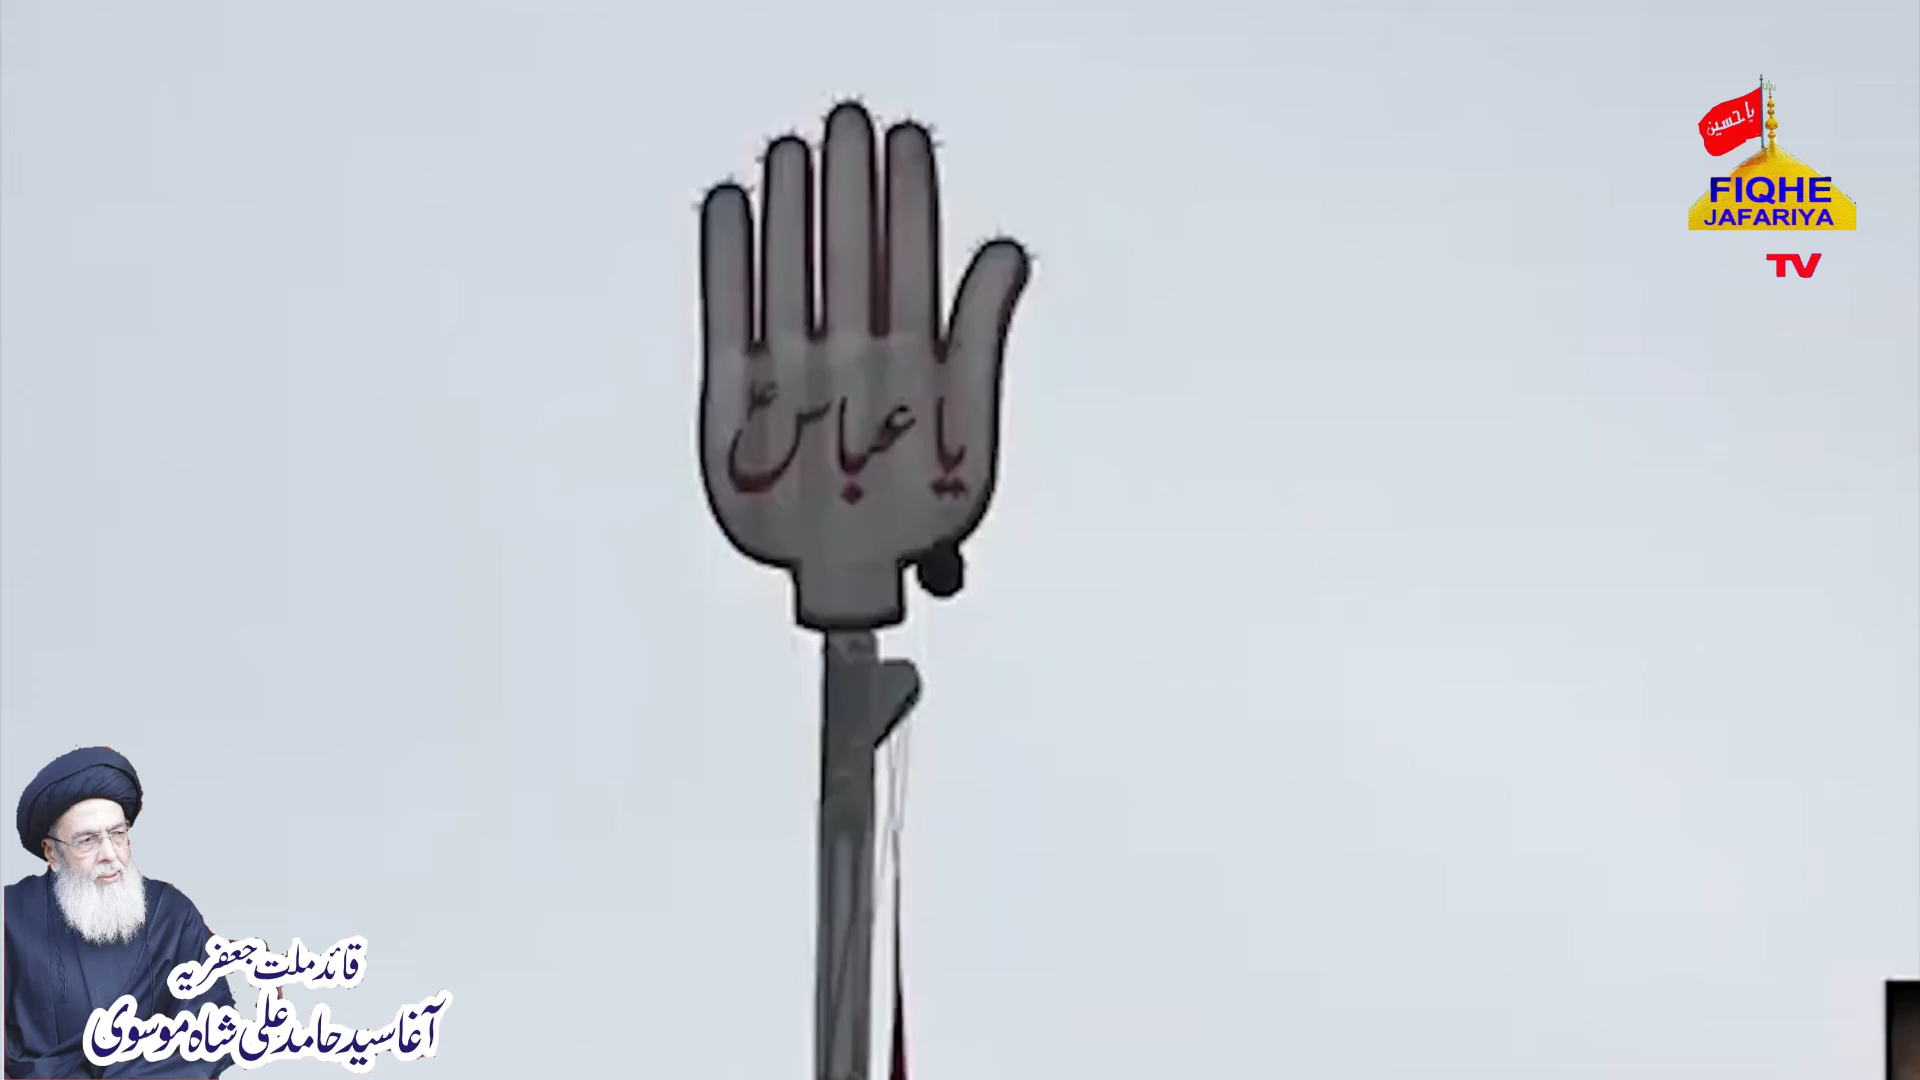 یا حسین
FIQHE
JAFARIYA
TV
یا عباسؑ
قائد ملت جعفریہ
آغا سید حامد علی شاہ موسوی